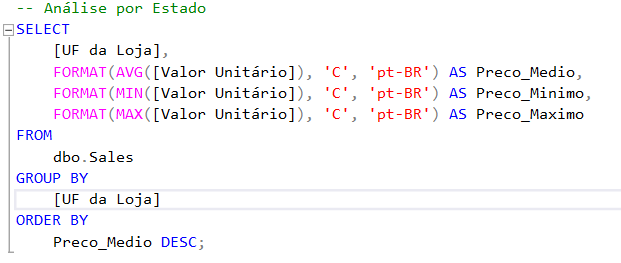 -- Análise por Estado
SELECT
[UF da Loja],
FORMAT(AVG([Valor Unitário]), 'C', 'pt-BR') AS Preco_Medio,
FORMAT(MIN([Valor Unitário]), 'C', 'pt-BR') AS Preco_Minimo,
FORMAT(MAX([Valor Unitário]), 'C', 'pt-BR') AS Preco_Maximo
FROM
dbo.Sales
GROUP BY
[UF da Loja]
ORDER BY
Preco_Medio DESC;